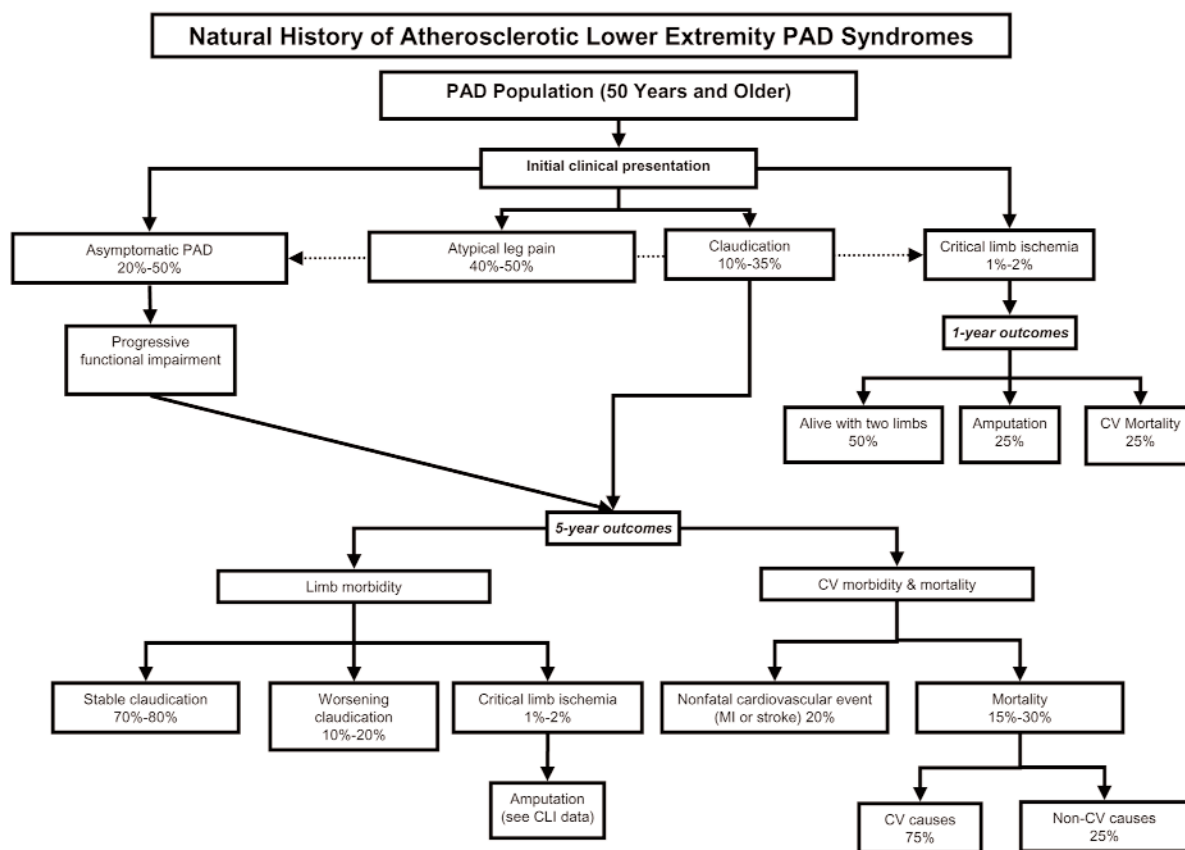 Natural History of Atherosclerotic Lower Extremity PAD Syndromes
PAD Population (50 Years and Older)
Initial clinical presentation
Asymptomatic PAD
20%-50%
Atypical leg pain
40%-50%
Claudication
10%-35%
Critical limb ischemia
1%-2%
Progressive
functional impairment
1-year outcomes
Alive with two limbs
50%
Amputation
25%
CV Mortality
25%
5-year outcomes
Limb morbidity
CV morbidity & mortality
Stable claudication
70%-80%
Worsening
claudication
10%-20%
Critical limb ischemia
1%-2%
Nonfatal cardiovascular event
(MI or stroke) 20%
Mortality
15%-30%
Amputation
(see CLI data)
CV causes
75%
Non-CV causes
25%